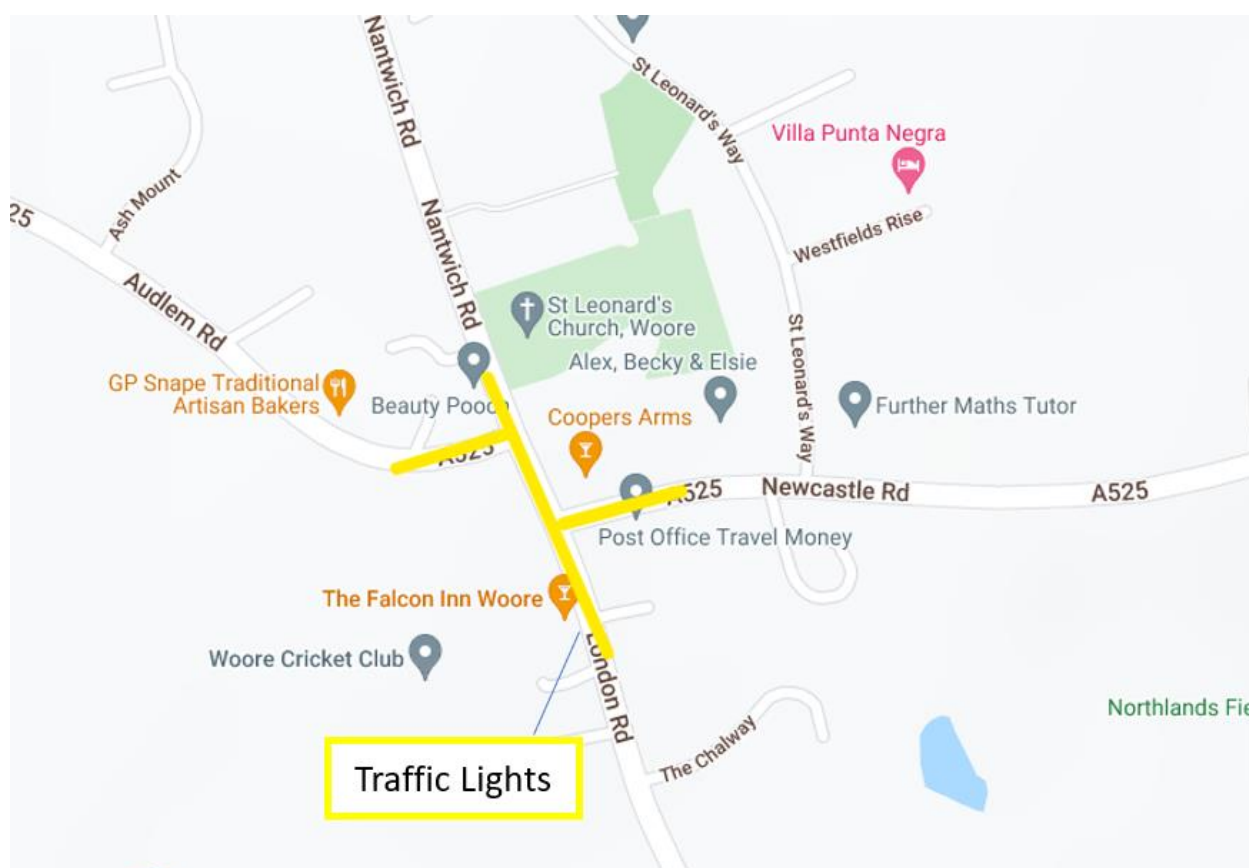 Nantwich Rd
St Leonard's Way
Villa Punta Negra
Ash Mount
25
Nantwich Rd
Westfields Rise
Audlem Rd
St Leonard's
Church, Woore
St Leonard's Way
Alex, Becky & Elsie
GP Snape Traditional
Artisan Bakers
Beauty Pooch
Coopers Arms
Further Maths Tutor
A525
A525
Newcastle Rd
A525
Post Office Travel Money
The Falcon Inn Woore
Woore Cricket Club
London Rd
Northlands Fie
The Chalway
Traffic Lights